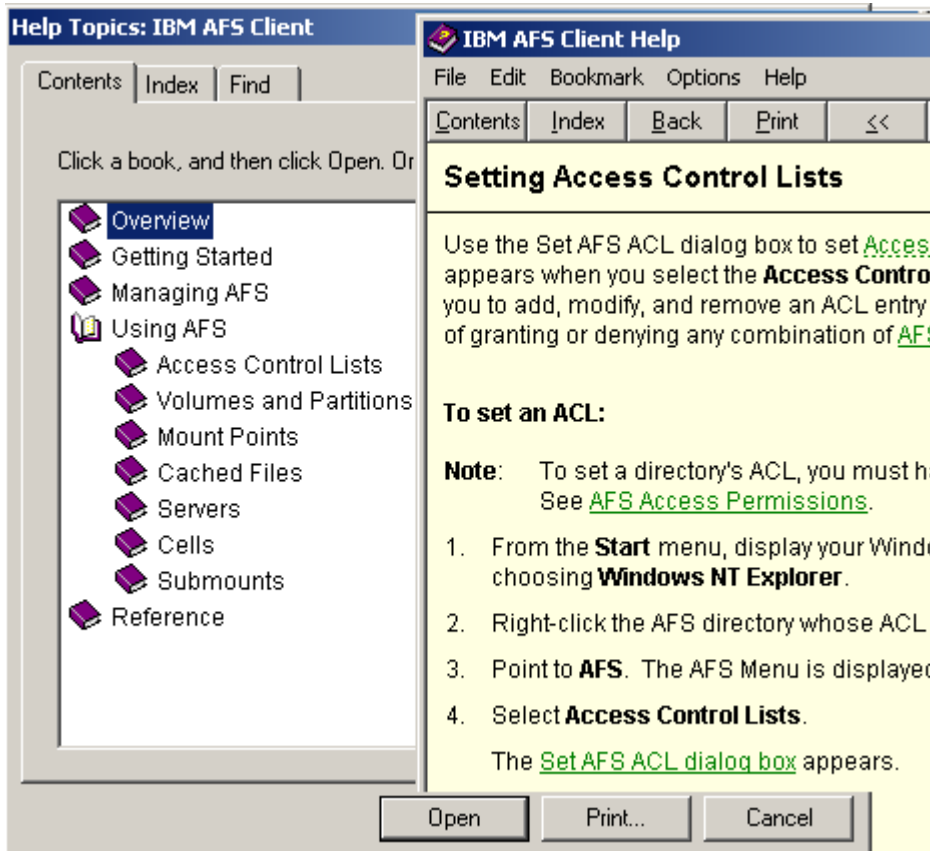 Help Topics: IBM AFS Client
Contents Index Find
Click a book, and then click Open. Or
Overview
Getting Started
Managing AFS
Using AFS
Access Control Lists
Volumes and Partitions
Mount Points
Cached Files
Servers
Cells
Submounts
Reference
IBM AFS Client Help
File Edit Bookmark Options Help
Contents Index Back Print <<
Setting Access Control Lists
Use the Set AFS ACL dialog box to set Acces
appears when you select the Access Contro
you to add, modify, and remove an ACL entry
of granting or denying any combination of AFS
To set an ACL:
Note: To set a directory's ACL, you must ha
See AFS Access Permissions.
1. From the Start menu, display your Windo
choosing Windows NT Explorer.
2. Right-click the AFS directory whose ACL
3. Point to AFS. The AFS Menu is displayed
4. Select Access Control Lists.
The Set AFS ACL dialog box appears.
Open Print... Cancel